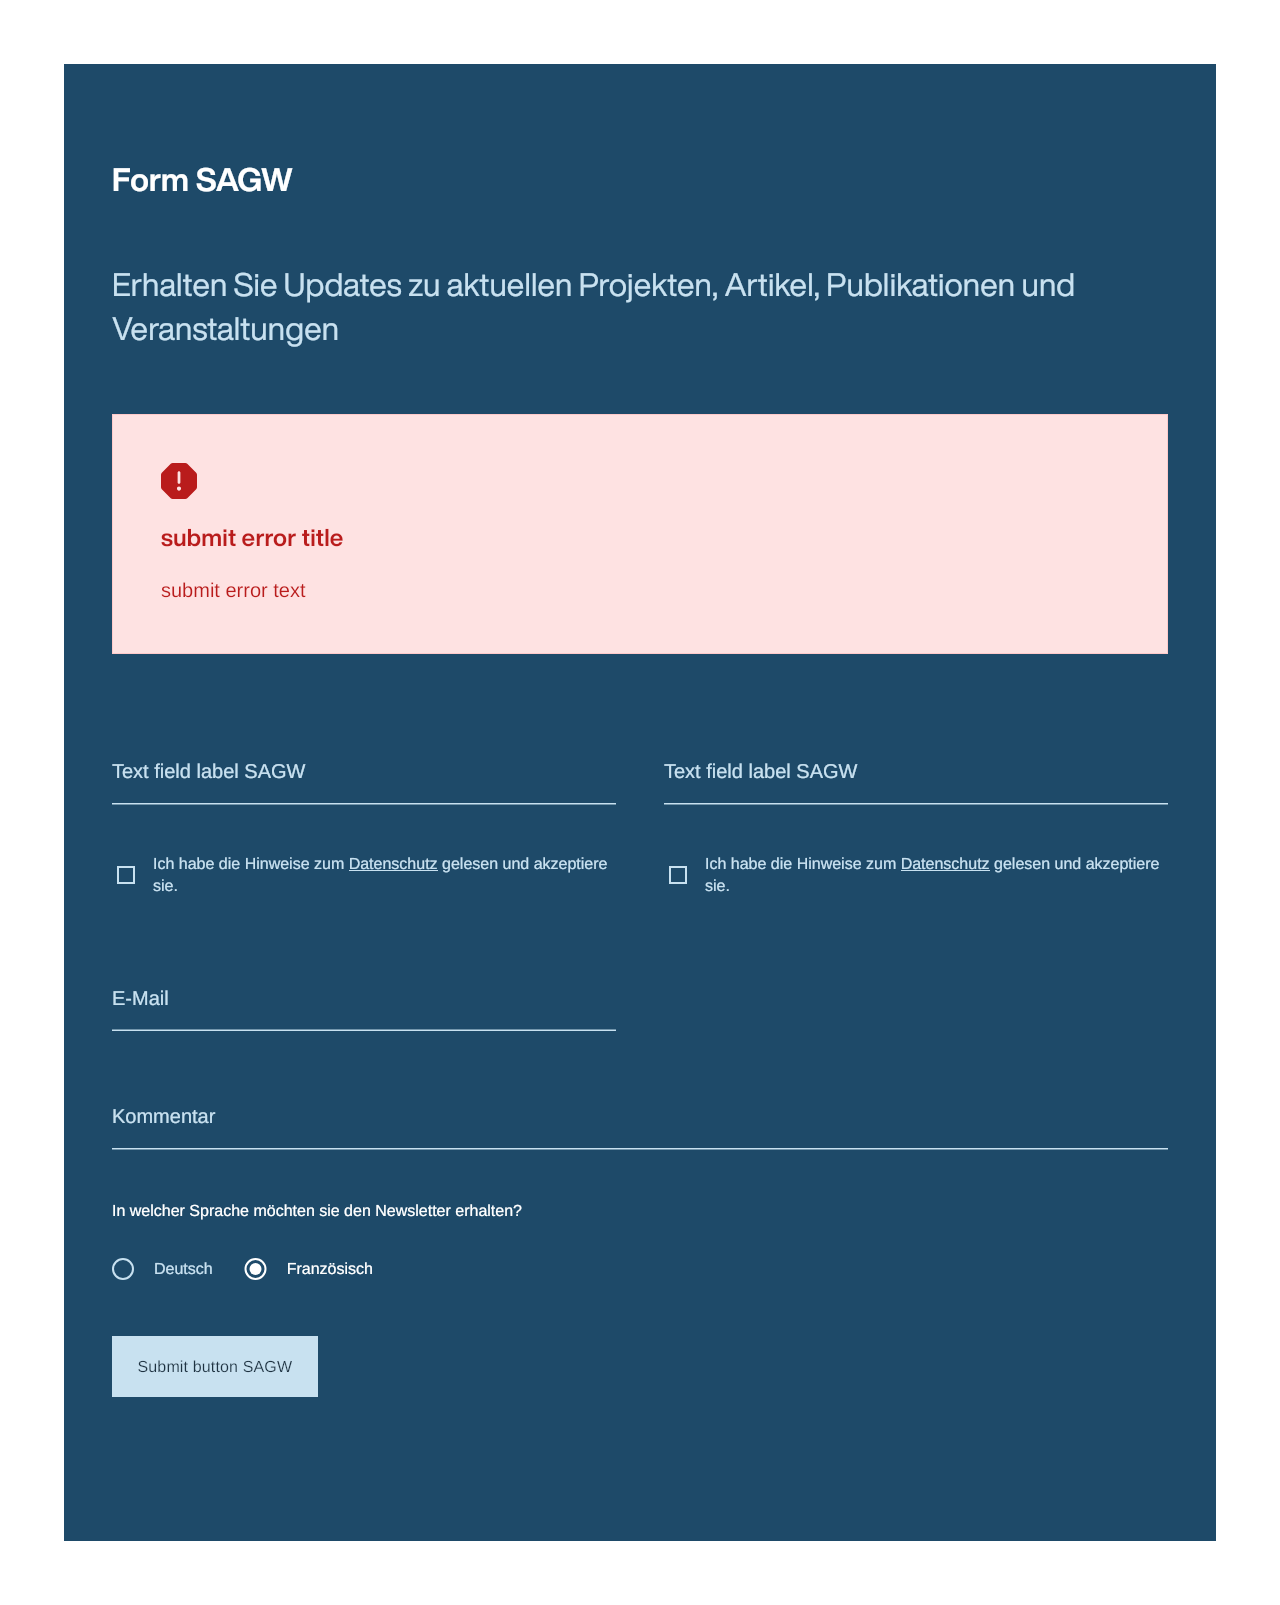 Form SAGW
Erhalten Sie Updates zu aktuellen Projekten, Artikel, Publikationen und
Veranstaltungen
submit error title
submit error text
Text field label SAGW
Text field label SAGW
Ich habe die Hinweise zum Datenschutz gelesen und akzeptiere
sie.
Ich habe die Hinweise zum Datenschutz gelesen und akzeptiere
sie.
E-Mail
Kommentar
In welcher Sprache möchten sie den Newsletter erhalten?
Deutsch
Französisch
Submit button SAGW